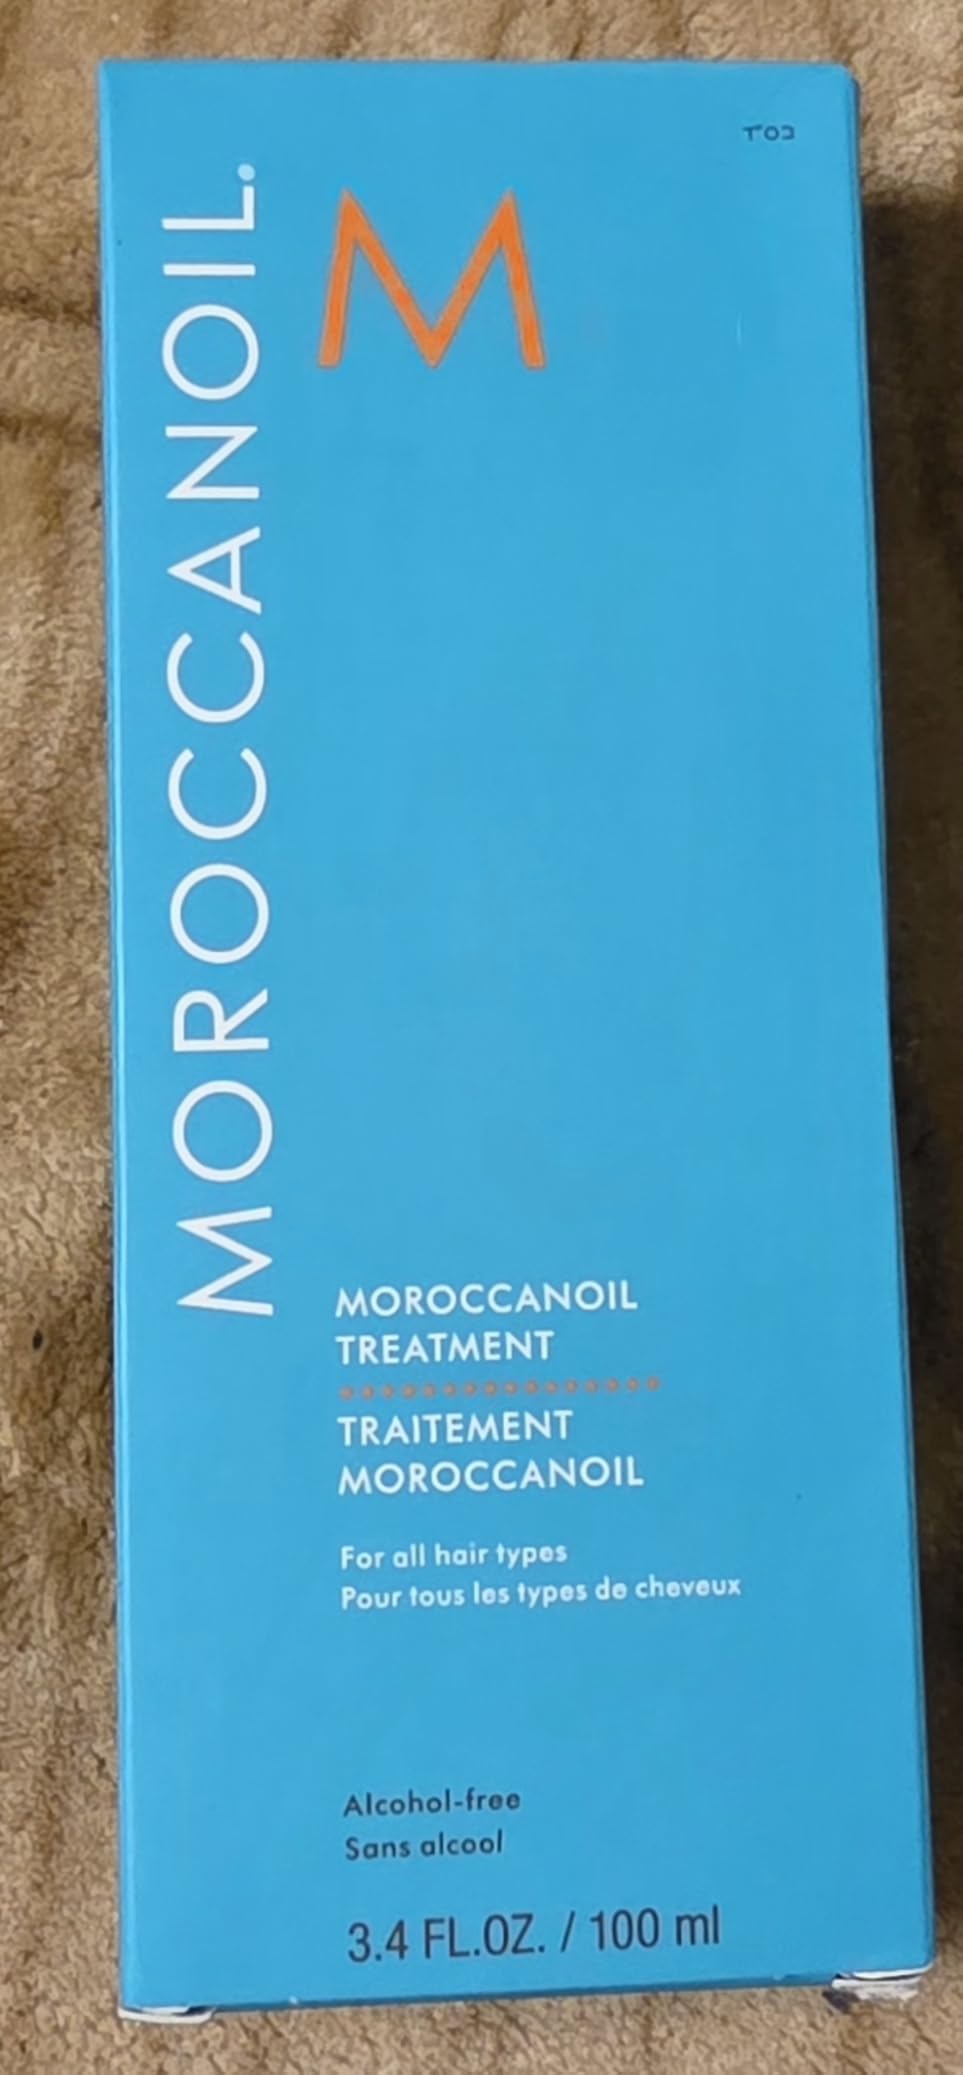 MOROCCANOIL.
M
MOROCCANOIL
TREATMENT
TRAITEMENT
MOROCCANOIL
For all hair types
Pour tous les types de cheveux
Alcohol-free
Sans alcool
3.4 FL.OZ. / 100 ml